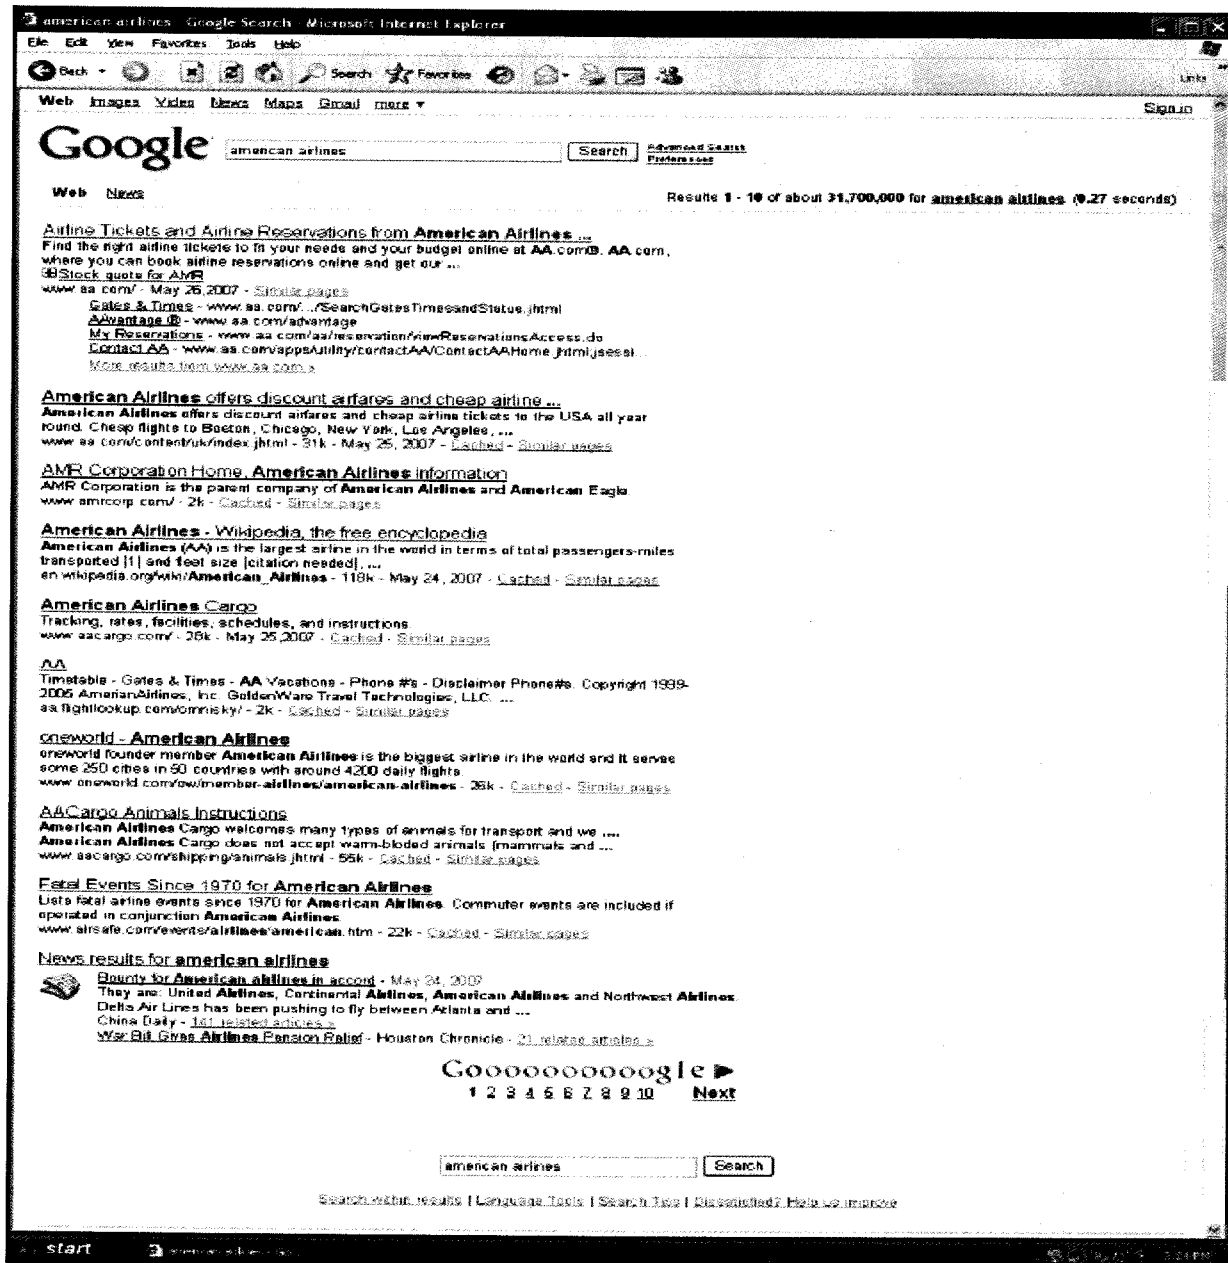 american airlines - Google Search - Microsoft Internet Explorer
File Edit View Favorites Tools Help
Back Search Favorites Links
Web Images Video News Maps Gmail more ▼
Sign in
Google american airlines Search Advanced Search
Preferences
Web News Results 1 - 10 of about 31,700,000 for american airlines. (0.27 seconds)
Airline Tickets and Airline Reservations from American Airlines ...
Find the right airline tickets to fit your needs and your budget online at AA.com®. AA.com,
where you can book airline reservations online and get our ...
Stock quote for AMR
www.aa.com/ - May 26,2007 - Similar pages
Gates & Times - www.aa.com/.../SearchGatesTimesandStatus.jhtml
AAvantage ® - www.aa.com/advantage
My Reservations - www.aa.com/aa/reservation/viewReservationsAccess.do
Contact AA - www.aa.com/apps/utility/contactAA/ContactAAHome.jhtml;jsessi...
More results from www.aa.com »
American Airlines offers discount airfares and cheap airline ...
American Airlines offers discount airfares and cheap airline tickets to the USA all year
round. Cheap flights to Boston, Chicago, New York, Los Angeles, ...
www.aa.com/content/uk/index.jhtml - 31k - May 25, 2007 - Cached - Similar pages
AMR Corporation Home, American Airlines information
AMR Corporation is the parent company of American Airlines and American Eagle.
www.amrcorp.com/ - 2k - Cached - Similar pages
American Airlines - Wikipedia, the free encyclopedia
American Airlines (AA) is the largest airline in the world in terms of total passengers-miles
transported [1] and fleet size [citation needed], ...
en.wikipedia.org/wiki/American_Airlines - 118k - May 24, 2007 - Cached - Similar pages
American Airlines Cargo
Tracking, rates, facilities, schedules, and instructions.
www.aacargo.com/ - 28k - May 25,2007 - Cached - Similar pages
AA
Timetable - Gates & Times - AA Vacations - Phone #'s - Disclaimer Phone#s. Copyright 1999-
2005 AmerianAirlines, Inc. GoldenWare Travel Technologies, LLC. ...
aa.flightlookup.com/omnisky/ - 2k - Cached - Similar pages
oneworld - American Airlines
oneworld founder member American Airlines is the biggest airline in the world and it serves
some 250 cities in 50 countries with around 4200 daily flights.
www.oneworld.com/ow/member-airlines/american-airlines - 26k - Cached - Similar pages
AACargo Animals Instructions
American Airlines Cargo welcomes many types of animals for transport and we ....
American Airlines Cargo does not accept warm-bloded animals (mammals and ...
www.aacargo.com/shipping/animals.jhtml - 55k - Cached - Similar pages
Fatal Events Since 1970 for American Airlines
Lists fatal airline events since 1970 for American Airlines. Commuter events are included if
operated in conjunction American Airlines.
www.airsafe.com/events/airlines/american.htm - 22k - Cached - Similar pages
News results for american airlines
Bounty for American airlines in accord - May 24, 2007
They are: United Airlines, Continental Airlines, American Airlines and Northwest Airlines.
Delta Air Lines has been pushing to fly between Atlanta and ...
China Daily - 141 related articles »
War Bill Gives Airlines Pension Relief - Houston Chronicle - 21 related articles »
Goooooooooogle ▶
1 2 3 4 5 6 7 8 9 10 Next
american airlines Search
Search within results | Language Tools | Search Tips | Dissatisfied? Help us improve
start american airlines - Go... 3:24 PM